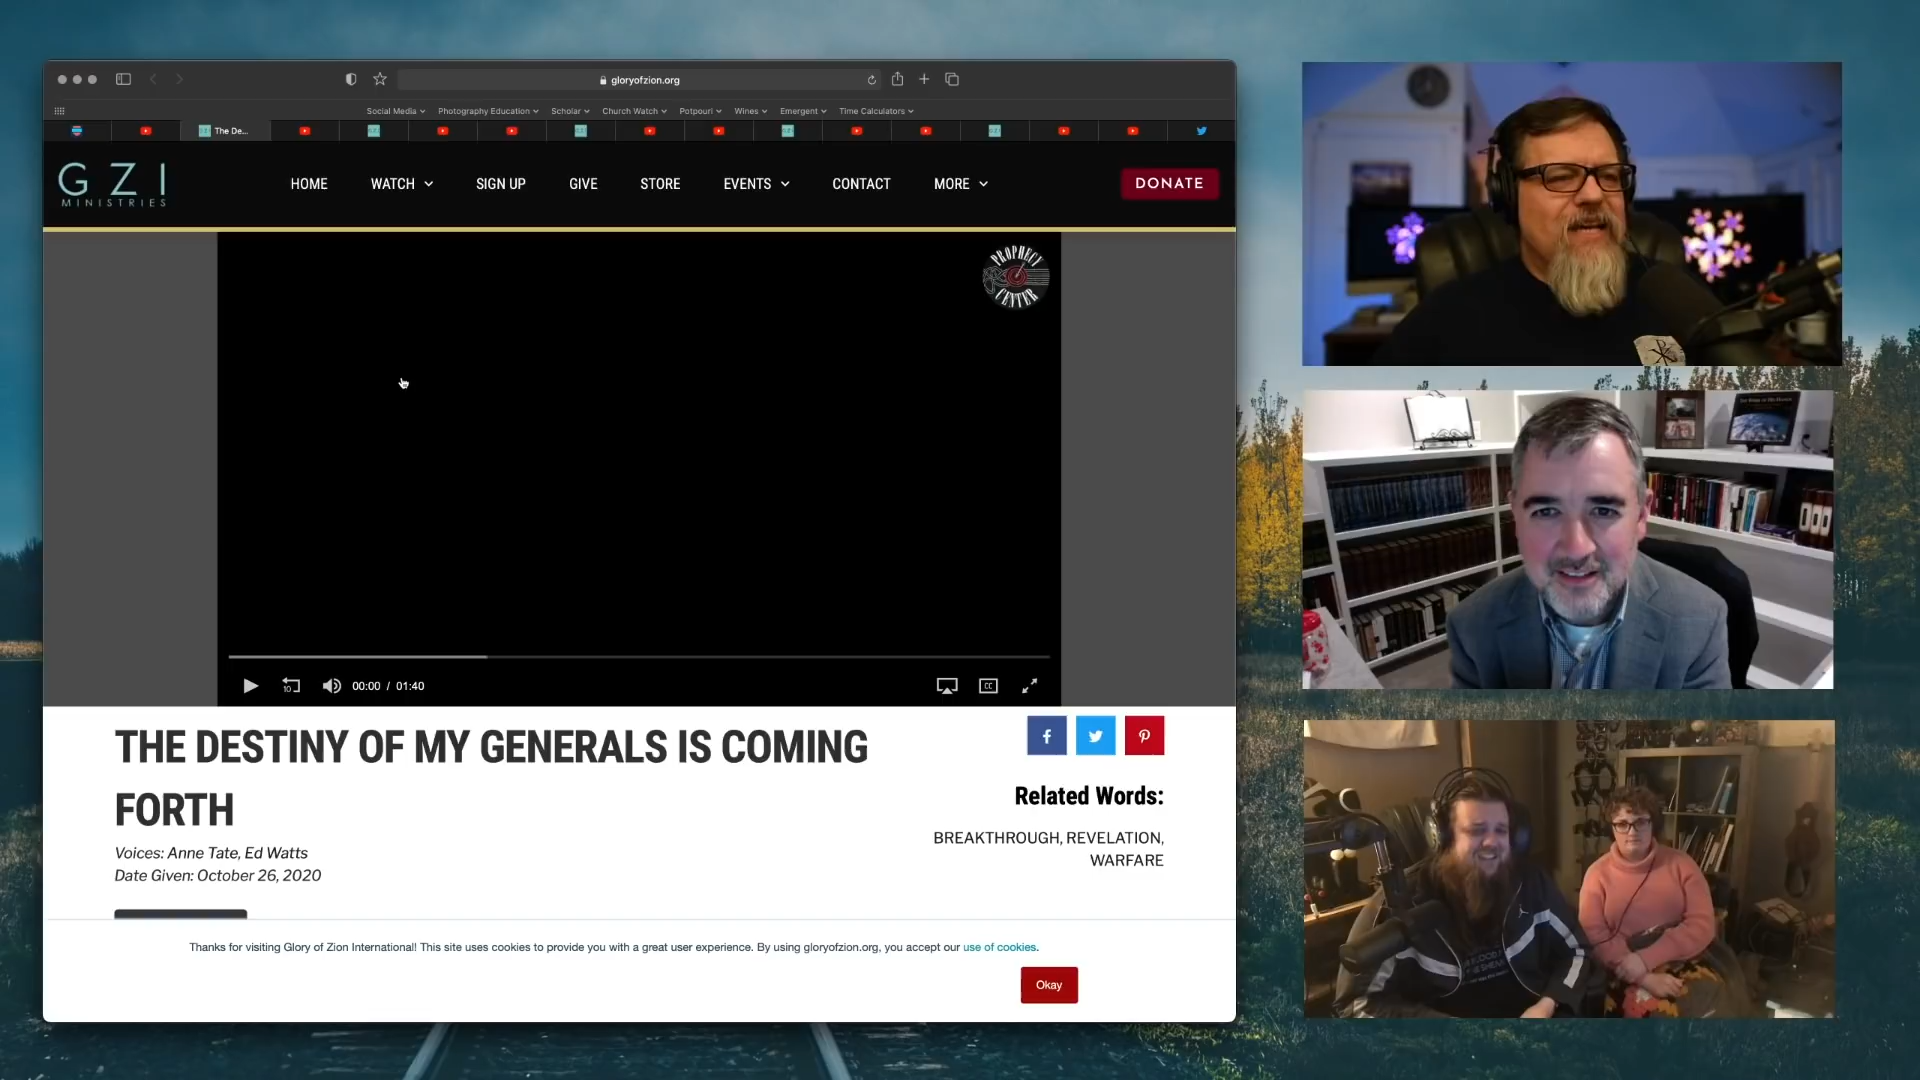 gloryofzion.org
Social Media
Photography Education
Scholar
Church Watch
Potpouri
Wines
Emergent
Time Calculators
The De...
GZI
MINISTRIES
HOME
WATCH
SIGN UP
GIVE
STORE
EVENTS
CONTACT
MORE
DONATE
PROPHECY
CENTER
10
00:00 / 01:40
CC
THE DESTINY OF MY GENERALS IS COMING
FORTH
Voices: Anne Tate, Ed Watts
Date Given: October 26, 2020
Related Words:
BREAKTHROUGH, REVELATION,
WARFARE
Thanks for visiting Glory of Zion International! This site uses cookies to provide you with a great user experience. By using gloryofzion.org, you accept our use of cookies.
Okay